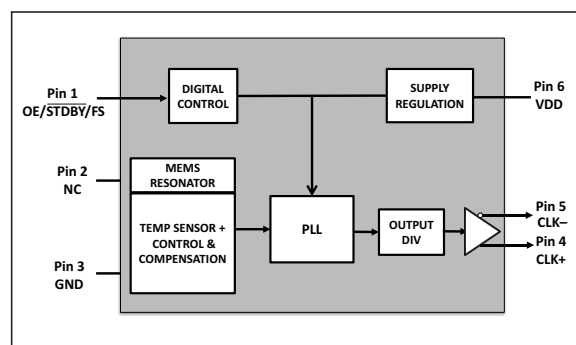 Pin 1
OE/STDBY/FS
DIGITAL
CONTROL
SUPPLY
REGULATION
Pin 6
VDD
Pin 2
NC
MEMS
RESONATOR
TEMP SENSOR +
CONTROL &
COMPENSATION
PLL
OUTPUT
DIV
Pin 5
CLK–
Pin 4
CLK+
Pin 3
GND